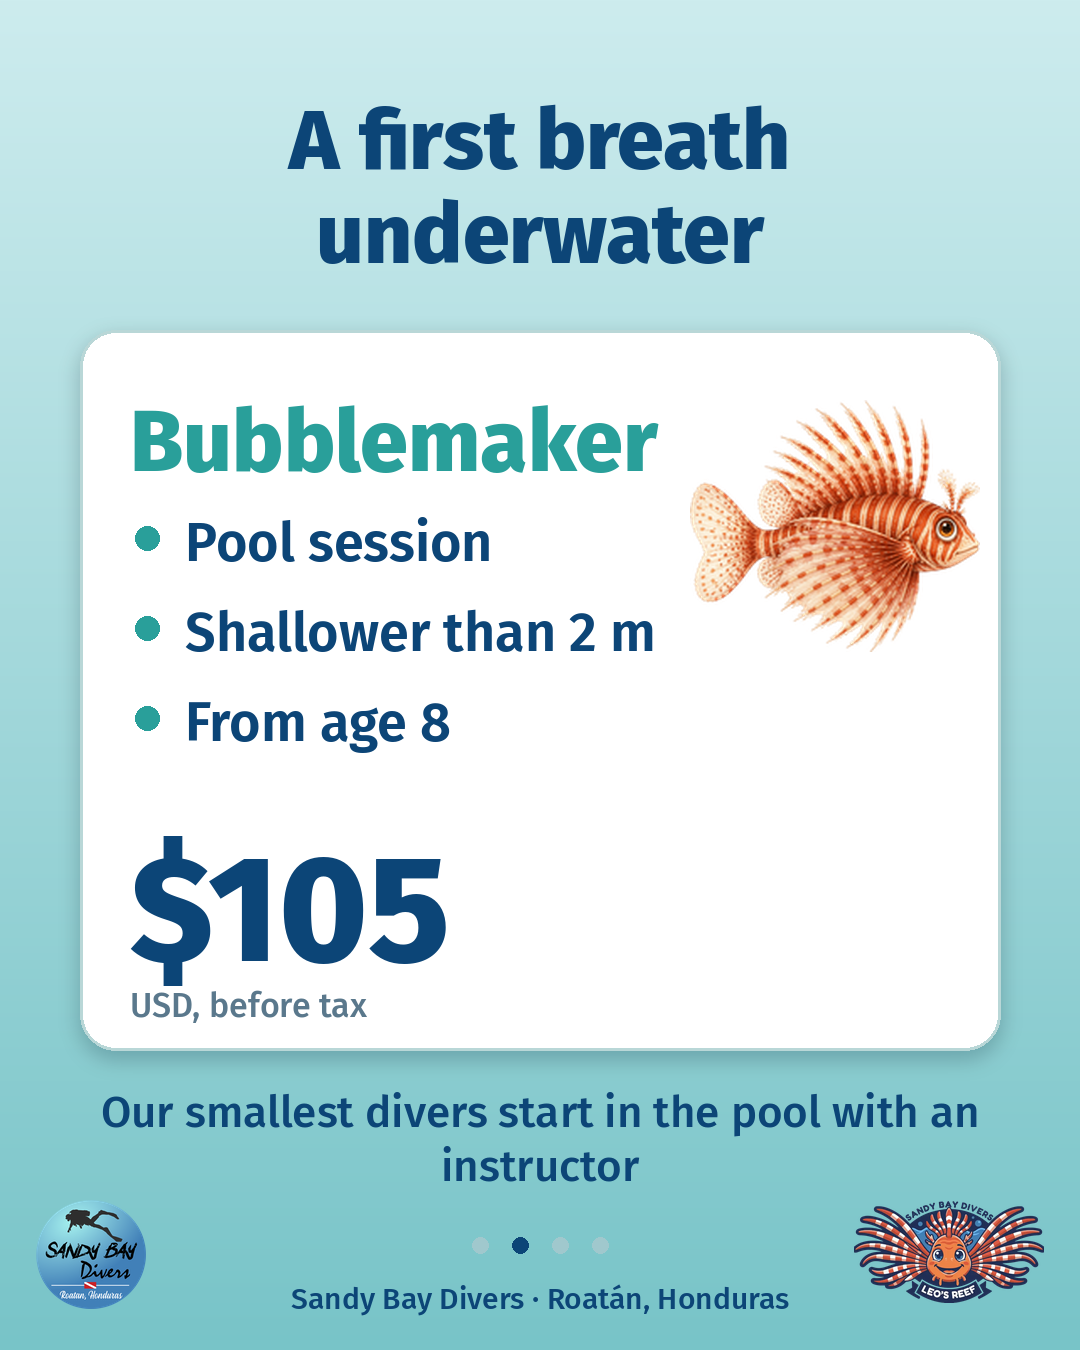 A first breath
underwater
Bubblemaker
Pool session
Shallower than 2 m
From age 8
$105
USD, before tax
Our smallest divers start in the pool with an
instructor
SANDY BAY
Divers
Roatan, Honduras
SANDY BAY DIVERS
LEO'S REEF
Sandy Bay Divers · Roatán, Honduras